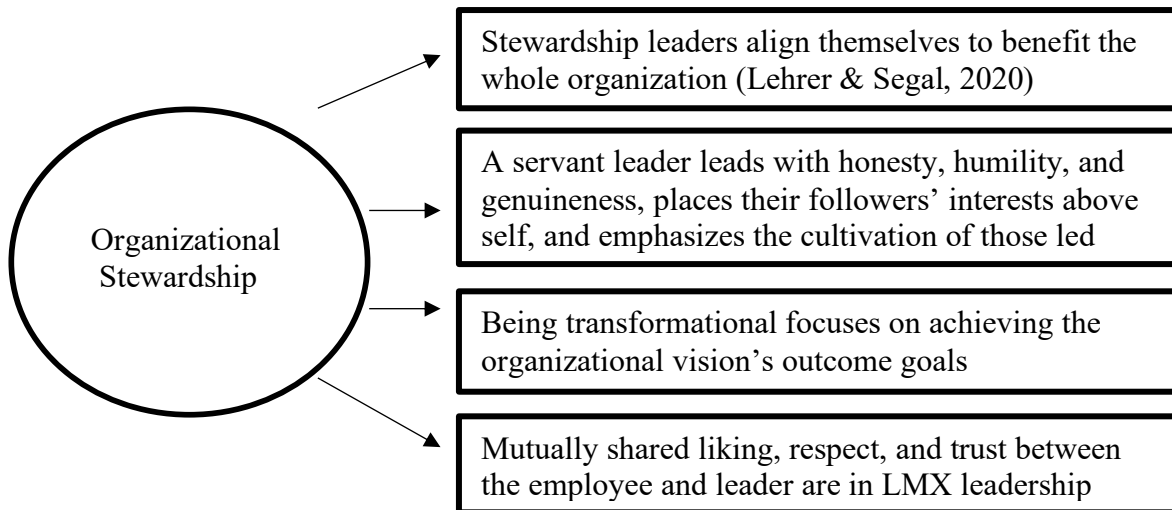 Stewardship leaders align themselves to benefit the
whole organization (Lehrer & Segal, 2020)
A servant leader leads with honesty, humility, and
genuineness, places their followers’ interests above
self, and emphasizes the cultivation of those led
Organizational
Stewardship
Being transformational focuses on achieving the
organizational vision’s outcome goals
Mutually shared liking, respect, and trust between
the employee and leader are in LMX leadership